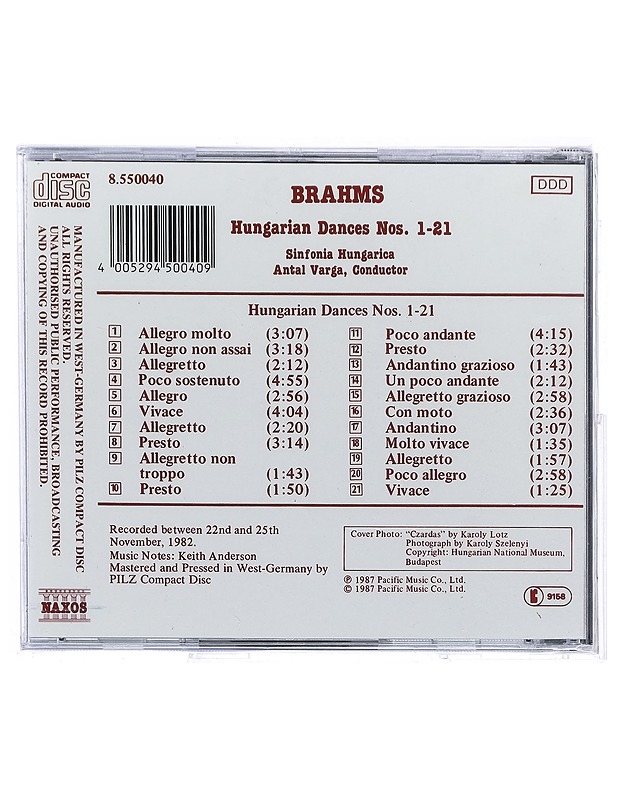 COMPACT
disc
DIGITAL AUDIO
8.550040
DDD
BRAHMS
Hungarian Dances Nos. 1-21
Sinfonia Hungarica
Antal Varga, Conductor
4 005294 500409
MANUFACTURED IN WEST-GERMANY BY PILZ COMPACT DISC
ALL RIGHTS RESERVED.
UNAUTHORISED PUBLIC PERFORMANCE, BROADCASTING
AND COPYING OF THIS RECORD PROHIBITED.
Hungarian Dances Nos. 1-21
1 Allegro molto (3:07)
2 Allegro non assai (3:18)
3 Allegretto (2:12)
4 Poco sostenuto (4:55)
5 Allegro (2:56)
6 Vivace (4:04)
7 Allegretto (2:20)
8 Presto (3:14)
9 Allegretto non
troppo (1:43)
10 Presto (1:50)
11 Poco andante (4:15)
12 Presto (2:32)
13 Andantino grazioso (1:43)
14 Un poco andante (2:12)
15 Allegretto grazioso (2:58)
16 Con moto (2:36)
17 Andantino (3:07)
18 Molto vivace (1:35)
19 Allegretto (1:57)
20 Poco allegro (2:58)
21 Vivace (1:25)
Recorded between 22nd and 25th
November, 1982.
Music Notes: Keith Anderson
Mastered and Pressed in West-Germany by
PILZ Compact Disc
Cover Photo: "Czardas" by Karoly Lotz
Photograph by Karoly Szelenyi
Copyright: Hungarian National Museum,
Budapest
℗ 1987 Pacific Music Co., Ltd.
© 1987 Pacific Music Co., Ltd.
NAXOS
9158